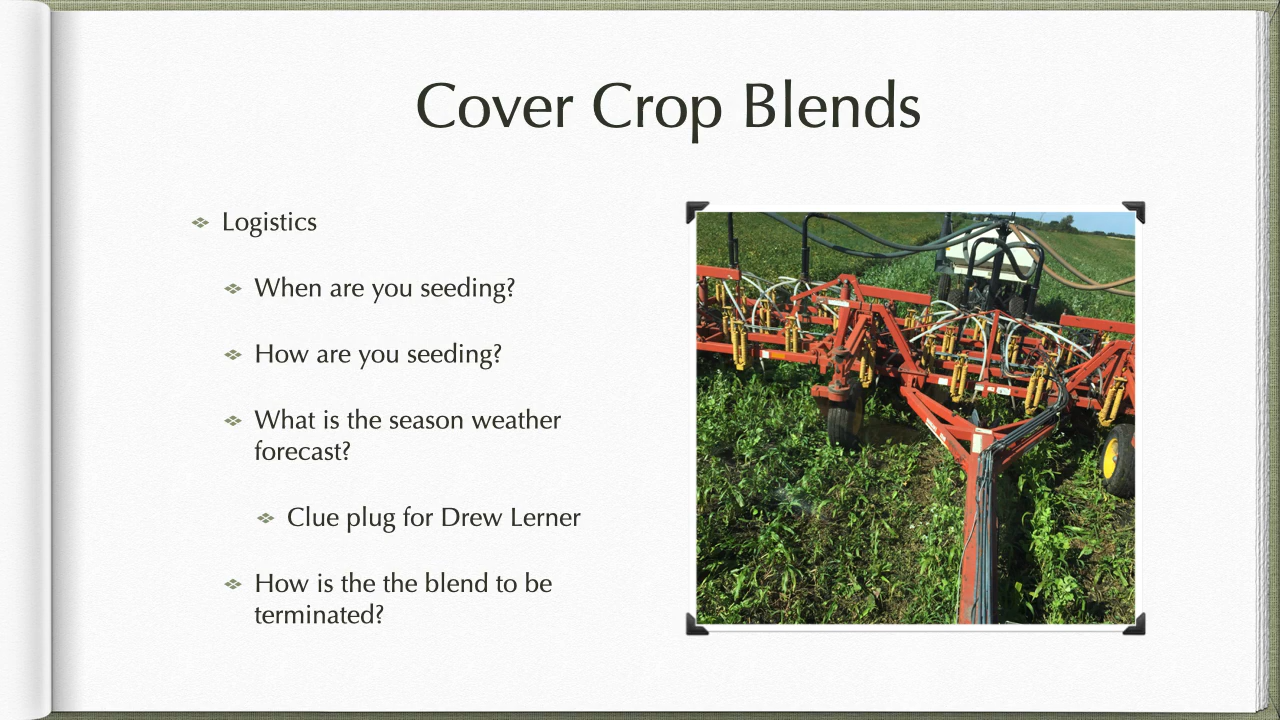 Cover Crop Blends
Logistics
When are you seeding?
How are you seeding?
What is the season weather
forecast?
Clue plug for Drew Lerner
How is the the blend to be
terminated?